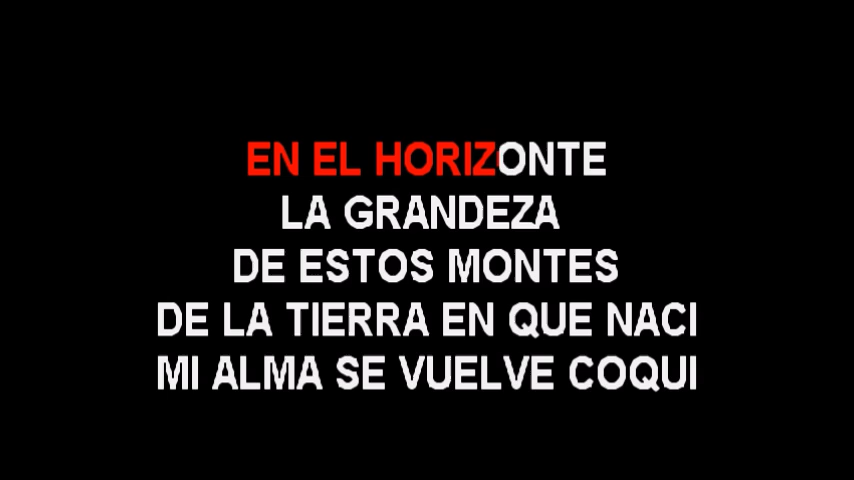 EN EL HORIZONTE
LA GRANDEZA
DE ESTOS MONTES
DE LA TIERRA EN QUE NACI
MI ALMA SE VUELVE COQUI